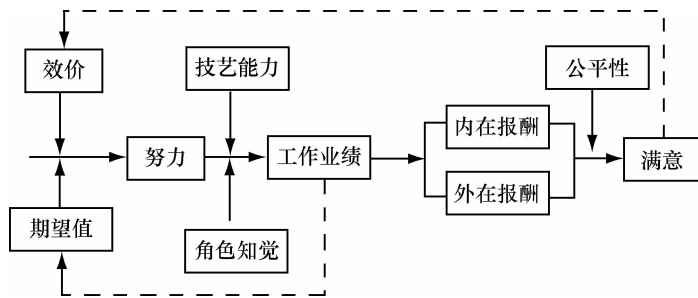 效价
技艺能力
公平性
努力
工作业绩
内在报酬
外在报酬
满意
期望值
角色知觉